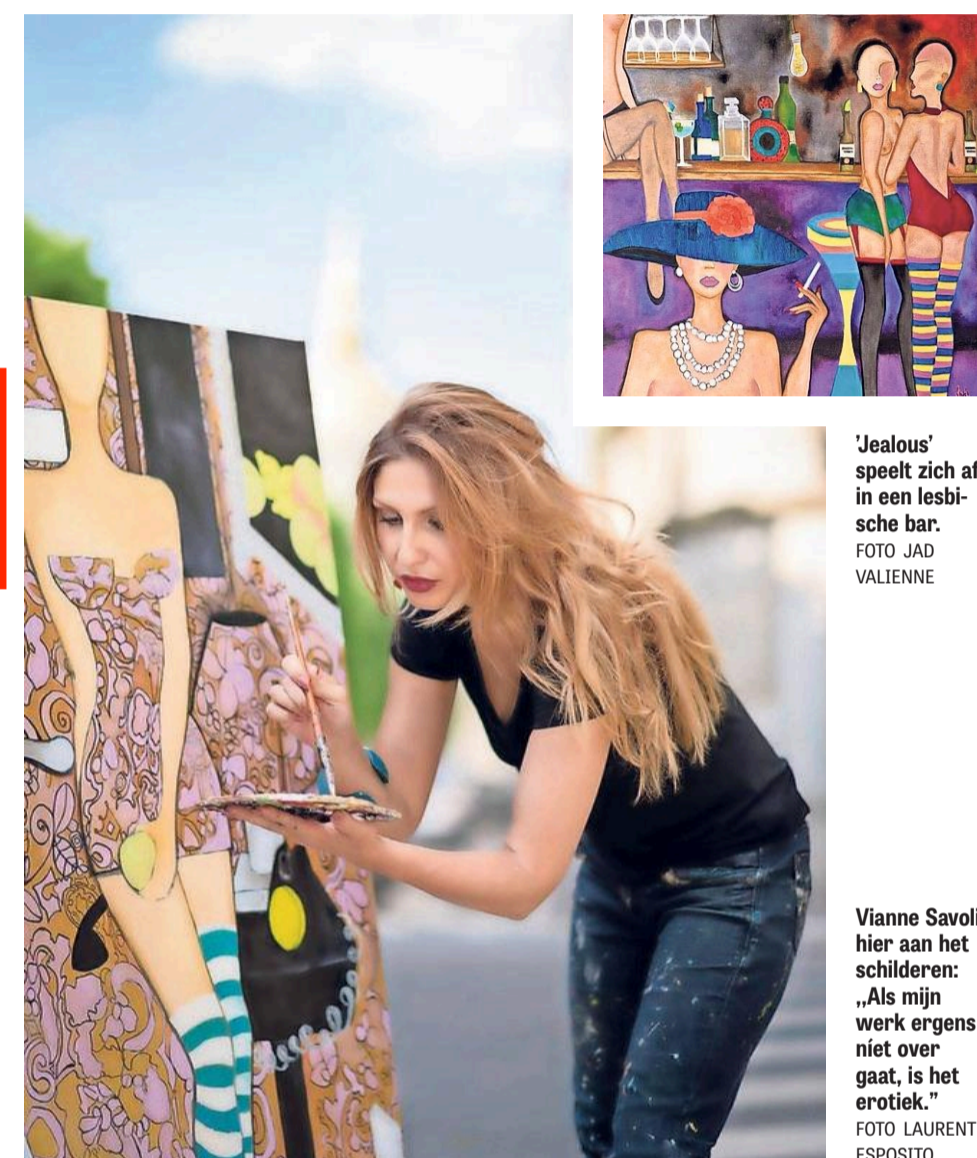 'Jealous'
speelt zich af
in een lesbi-
sche bar.
FOTO JAD
VALIENNE
Vianne Savoli
hier aan het
schilderen:
„Als mijn
werk ergens
níet over
gaat, is het
erotiek.”
FOTO LAURENT
ESPOSITO